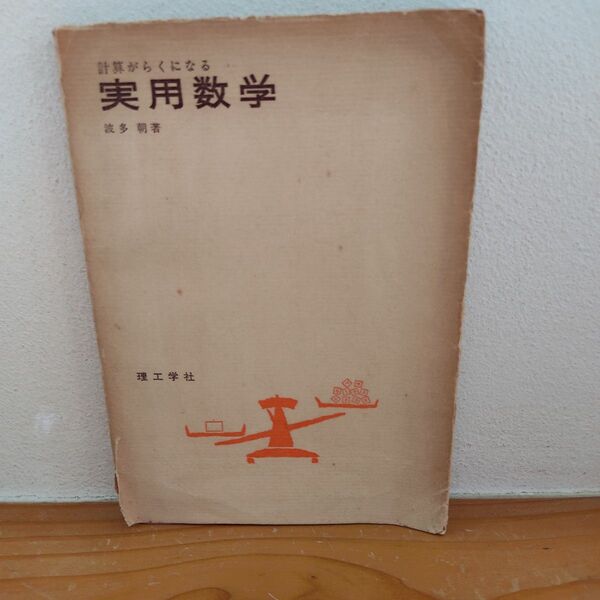 計算がらくになる
実用数学
波多 朝著
理工学社